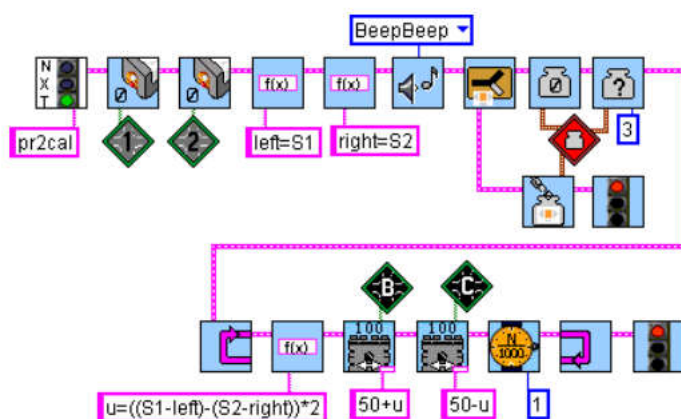 BeepBeep
N
X
T
0
0
f(x)
f(x)
0
?
pr2cal
1
2
left=S1
right=S2
3
B
C
f(x)
100
100
N
1000
u=((S1-left)-(S2-right))*2
50+u
50-u
1